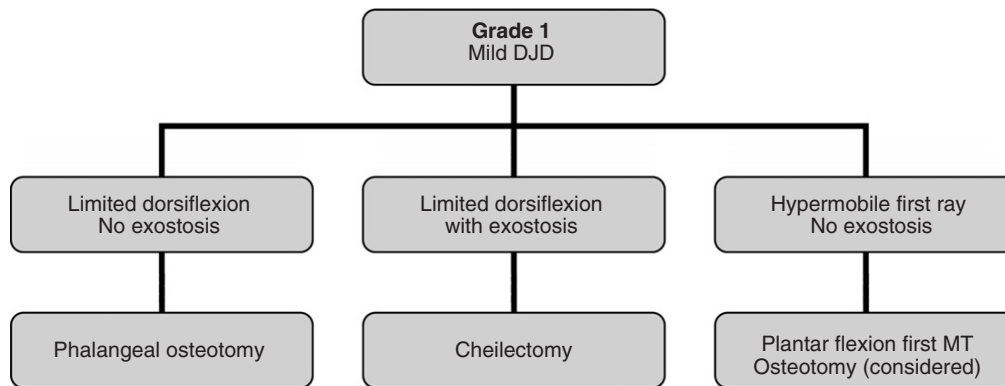 Grade 1
Mild DJD
Limited dorsiflexion
No exostosis
Limited dorsiflexion
with exostosis
Hypermobile first ray
No exostosis
Phalangeal osteotomy
Cheilectomy
Plantar flexion first MT
Osteotomy (considered)